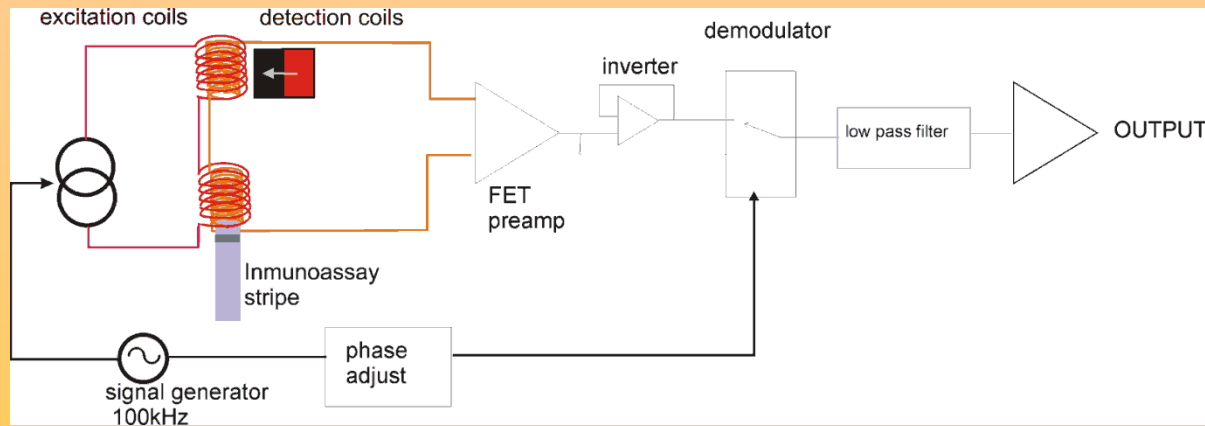 excitation coils
detection coils
demodulator
inverter
low pass filter
OUTPUT
FET
preamp
Inmunoassay
stripe
phase
adjust
signal generator
100kHz